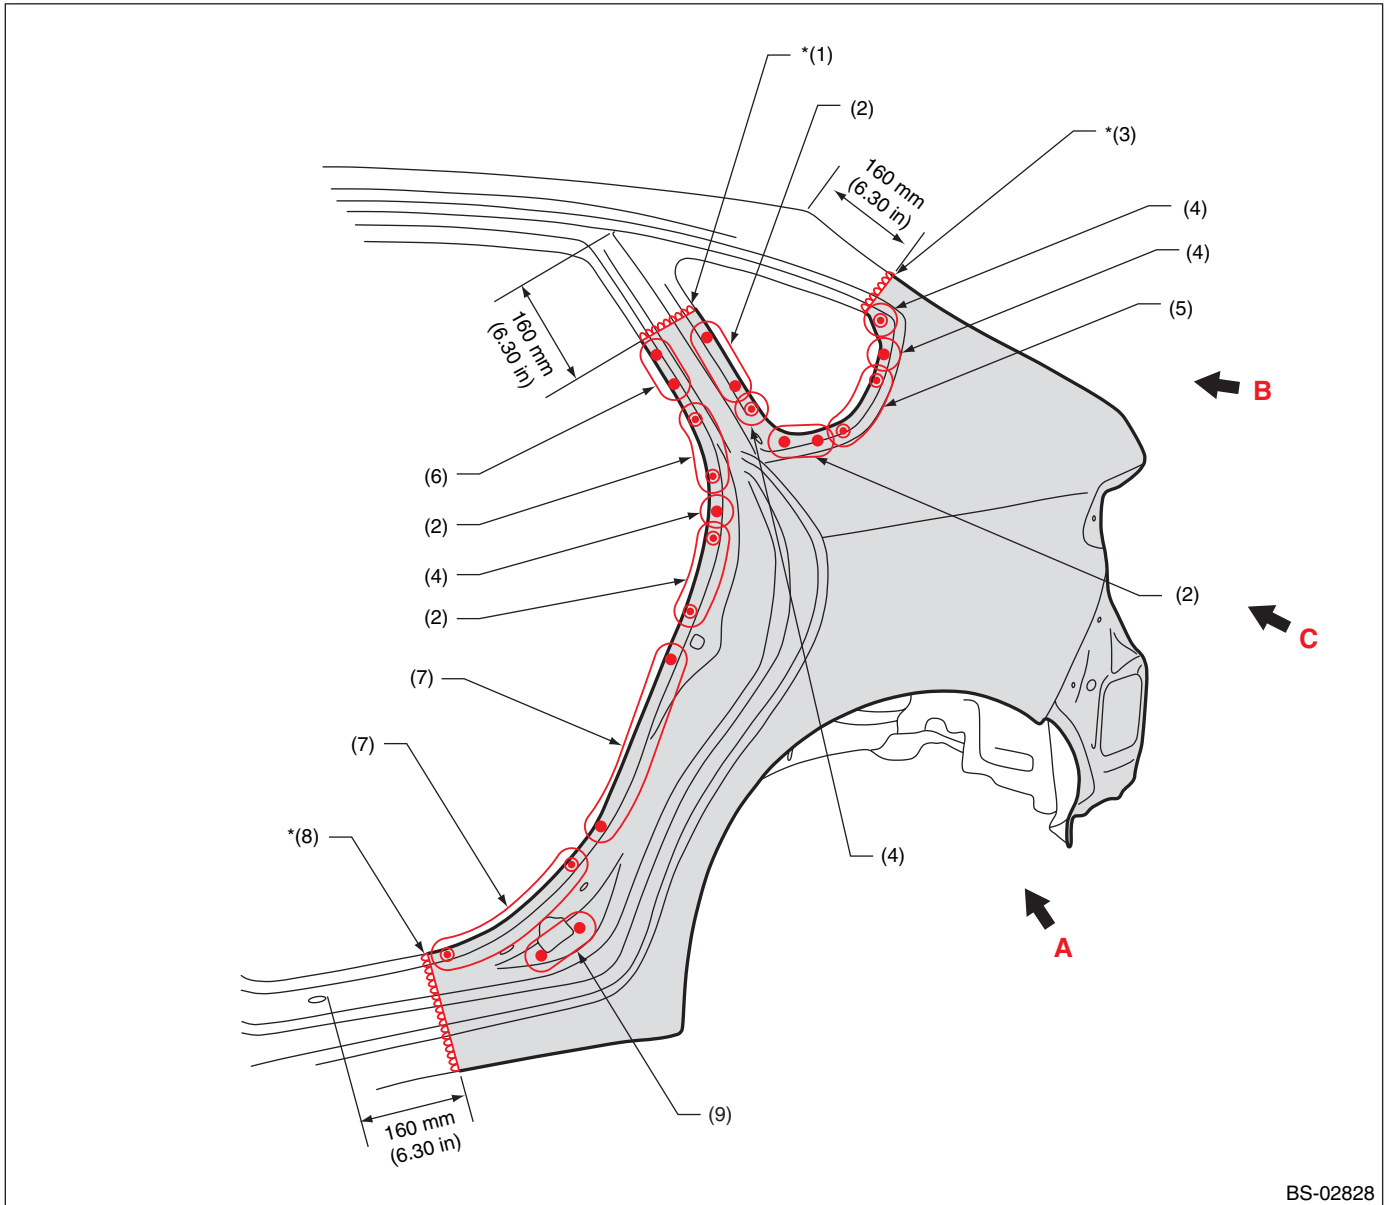 *(1)
(2)
*(3)
160 mm
(6.30 in)
(4)
(4)
(5)
160 mm
(6.30 in)
B
(6)
(2)
(4)
(2)
(2)
C
(7)
(7)
*(8)
(4)
A
(9)
160 mm
(6.30 in)
BS-02828